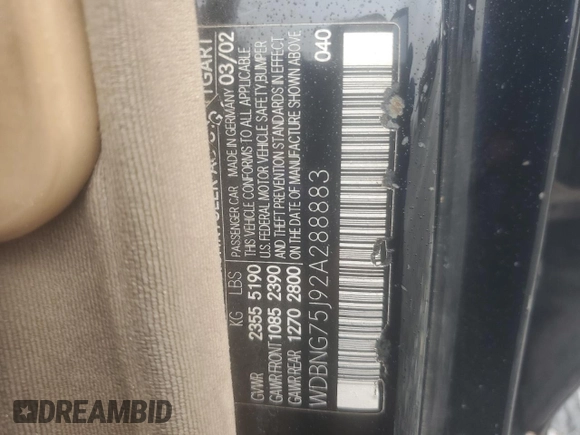 TGART
PASSENGER CAR MADE IN GERMANY 03/02
THIS VEHICLE CONFORMS TO ALL APPLICABLE
U.S. FEDERAL MOTOR VEHICLE SAFETY, BUMPER
AND THEFT PREVENTION STANDARDS IN EFFECT
ON THE DATE OF MANUFACTURE SHOWN ABOVE
KG LBS
GVWR 2355 5190
GAWR FRONT 1085 2390
GAWR REAR 1270 2800
040
WDBNG75J92A288883
DREAMBID